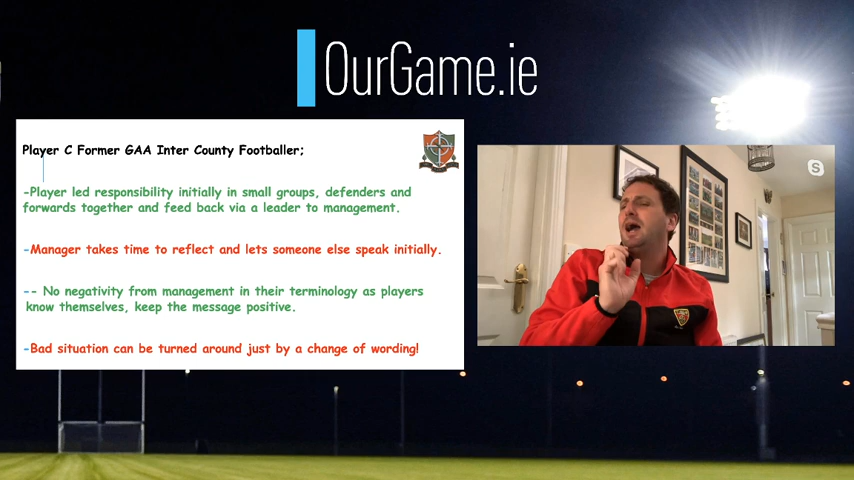 OurGame.ie
Player C Former GAA Inter County Footballer;
-Player led responsibility initially in small groups, defenders and
forwards together and feed back via a leader to management.
-Manager takes time to reflect and lets someone else speak initially.
-- No negativity from management in their terminology as players
know themselves, keep the message positive.
-Bad situation can be turned around just by a change of wording!